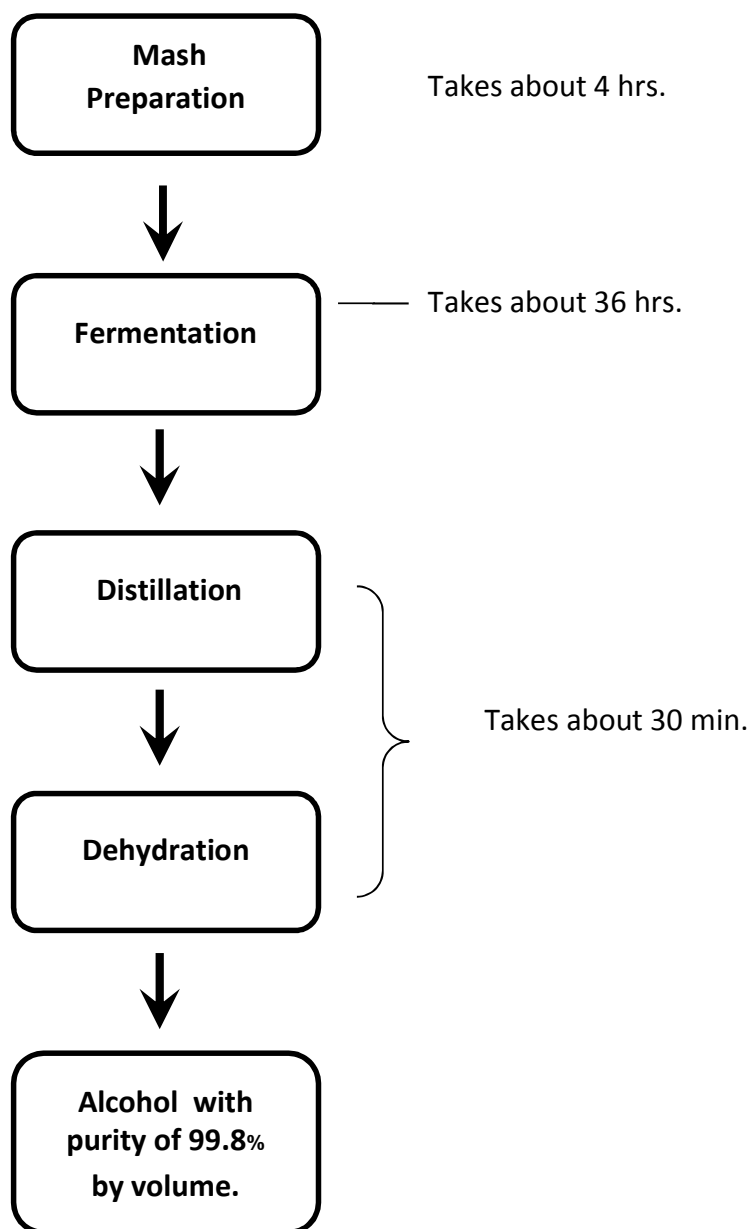 Mash
Preparation
Takes about 4 hrs.
Fermentation
Takes about 36 hrs.
Distillation
Takes about 30 min.
Dehydration
Alcohol with
purity of 99.8%
by volume.